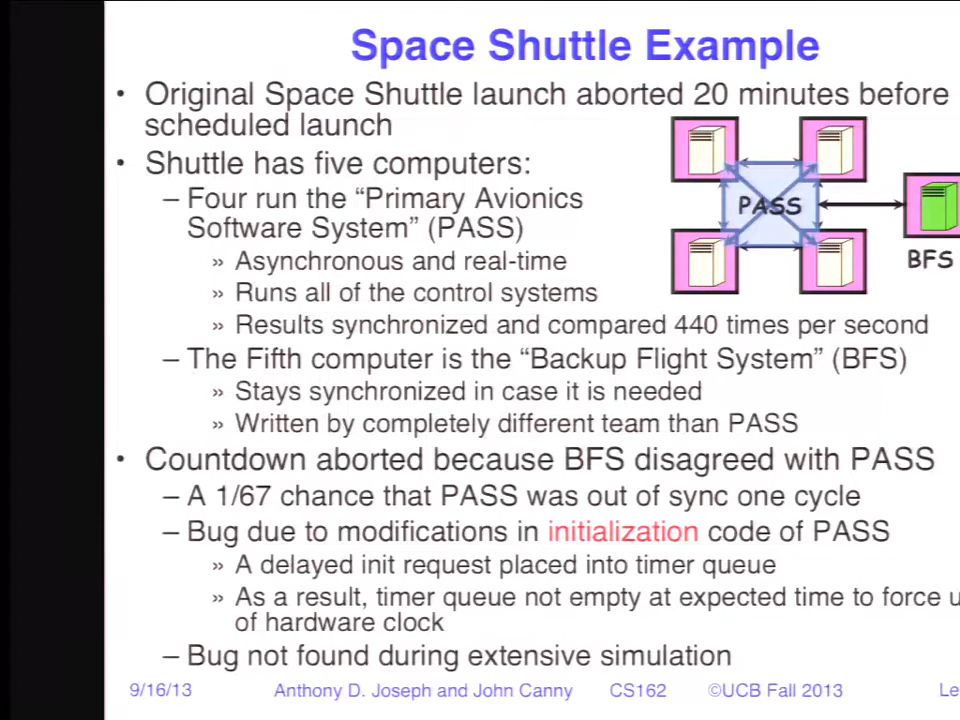 Space Shuttle Example
• Original Space Shuttle launch aborted 20 minutes before
scheduled launch
• Shuttle has five computers:
– Four run the “Primary Avionics
Software System” (PASS)
» Asynchronous and real-time
» Runs all of the control systems
» Results synchronized and compared 440 times per second
– The Fifth computer is the “Backup Flight System” (BFS)
» Stays synchronized in case it is needed
» Written by completely different team than PASS
PASS
BFS
• Countdown aborted because BFS disagreed with PASS
– A 1/67 chance that PASS was out of sync one cycle
– Bug due to modifications in initialization code of PASS
» A delayed init request placed into timer queue
» As a result, timer queue not empty at expected time to force
of hardware clock
– Bug not found during extensive simulation
9/16/13 Anthony D. Joseph and John Canny CS162 ©UCB Fall 2013